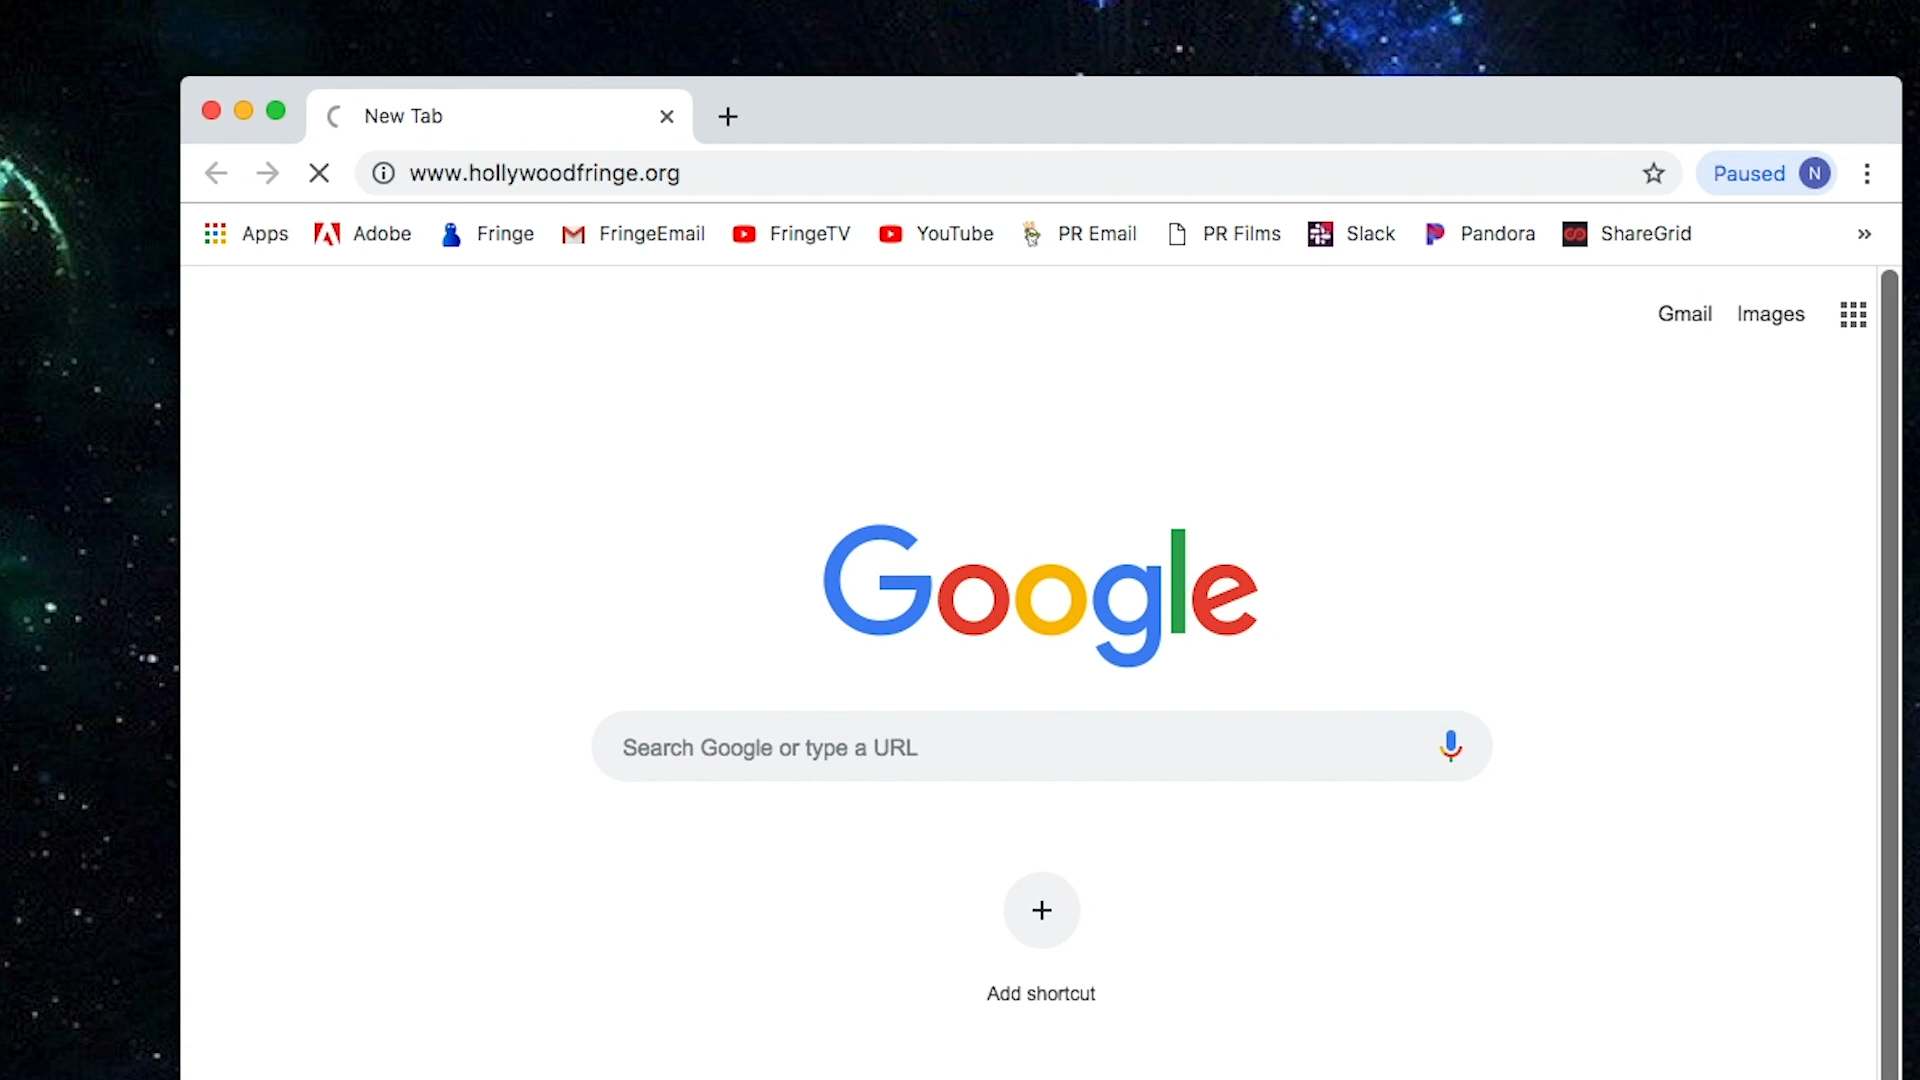 New Tab
www.hollywoodfringe.org
Paused N
Apps Adobe Fringe FringeEmail FringeTV YouTube PR Email PR Films Slack Pandora ShareGrid »
Gmail Images
Google
Search Google or type a URL
Add shortcut